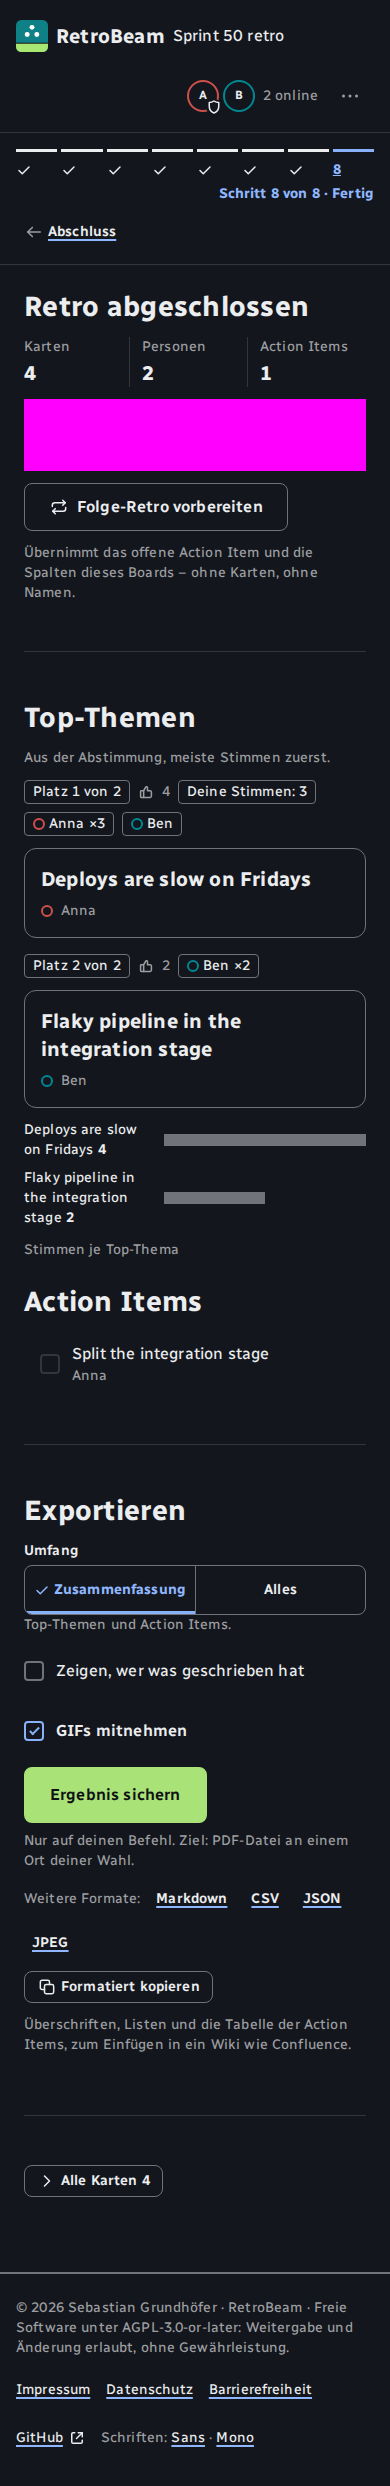 RetroBeam Sprint 50 retro
A B 2 online
8
Schritt 8 von 8 · Fertig
Abschluss
Retro abgeschlossen
Karten Personen Action Items
4 2 1
Folge-Retro vorbereiten
Übernimmt das offene Action Item und die
Spalten dieses Boards – ohne Karten, ohne
Namen.
Top-Themen
Aus der Abstimmung, meiste Stimmen zuerst.
Platz 1 von 2 4 Deine Stimmen: 3
Anna ×3 Ben
Deploys are slow on Fridays
Anna
Platz 2 von 2 2 Ben ×2
Flaky pipeline in the
integration stage
Ben
Deploys are slow
on Fridays 4
Flaky pipeline in
the integration
stage 2
Stimmen je Top-Thema
Action Items
Split the integration stage
Anna
Exportieren
Umfang
Zusammenfassung Alles
Top-Themen und Action Items.
Zeigen, wer was geschrieben hat
GIFs mitnehmen
Ergebnis sichern
Nur auf deinen Befehl. Ziel: PDF-Datei an einem
Ort deiner Wahl.
Weitere Formate: Markdown CSV JSON
JPEG
Formatiert kopieren
Überschriften, Listen und die Tabelle der Action
Items, zum Einfügen in ein Wiki wie Confluence.
Alle Karten 4
© 2026 Sebastian Grundhöfer · RetroBeam · Freie
Software unter AGPL-3.0-or-later: Weitergabe und
Änderung erlaubt, ohne Gewährleistung.
Impressum Datenschutz Barrierefreiheit
GitHub Schriften: Sans · Mono